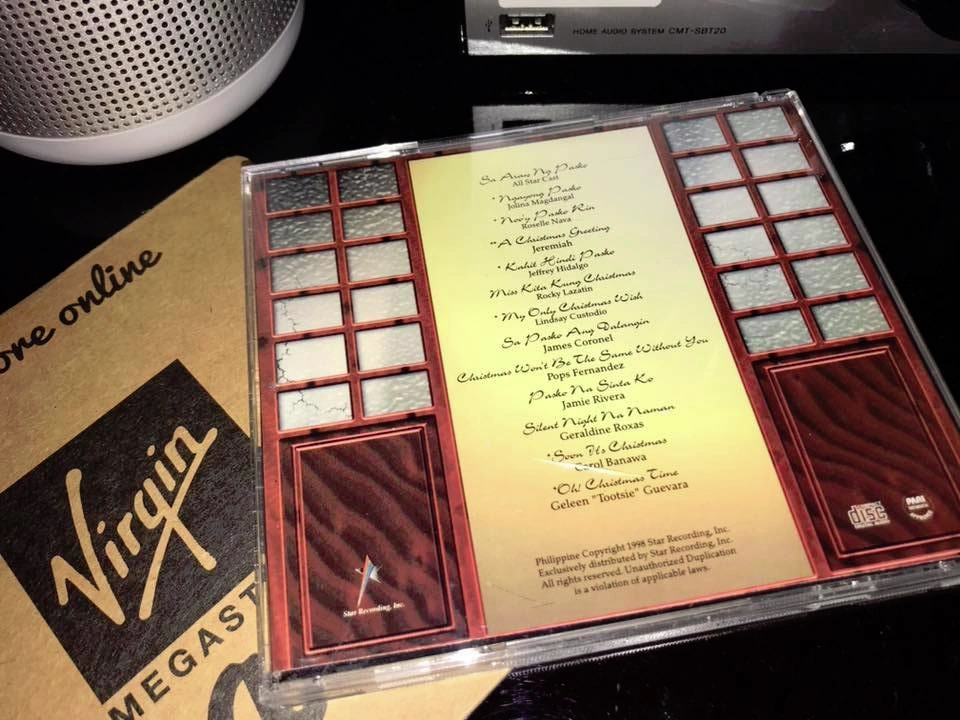 HOME AUDIO SYSTEM CMT-SBT20
ore online
Virgin
MEGAST
Sa Araw Ng Pasko
All Star Cast
* Ngayong Pasko
Jolina Magdangal
* Noo'y Pasko Rin
Roselle Nava
** A Christmas Greeting
Jeremiah
* Kahit Hindi Pasko
Jeffrey Hidalgo
Miss Kita Kung Christmas
Rocky Lazatin
* My Only Christmas Wish
Lindsay Custodio
Sa Pasko Ang Dalangin
James Coronel
Christmas Won't Be The Same Without You
Pops Fernandez
Pasko Na Sinta Ko
Jamie Rivera
Silent Night Na Naman
Geraldine Roxas
* Soon It's Christmas
Carol Banawa
* Oh! Christmas Time
Geleen "Tootsie" Guevara
Philippine Copyright 1998 Star Recording, Inc.
Exclusively distributed by Star Recording, Inc.
All rights reserved. Unauthorized Duplication
is a violation of applicable laws.
Star Recording, Inc.
disc
PARI